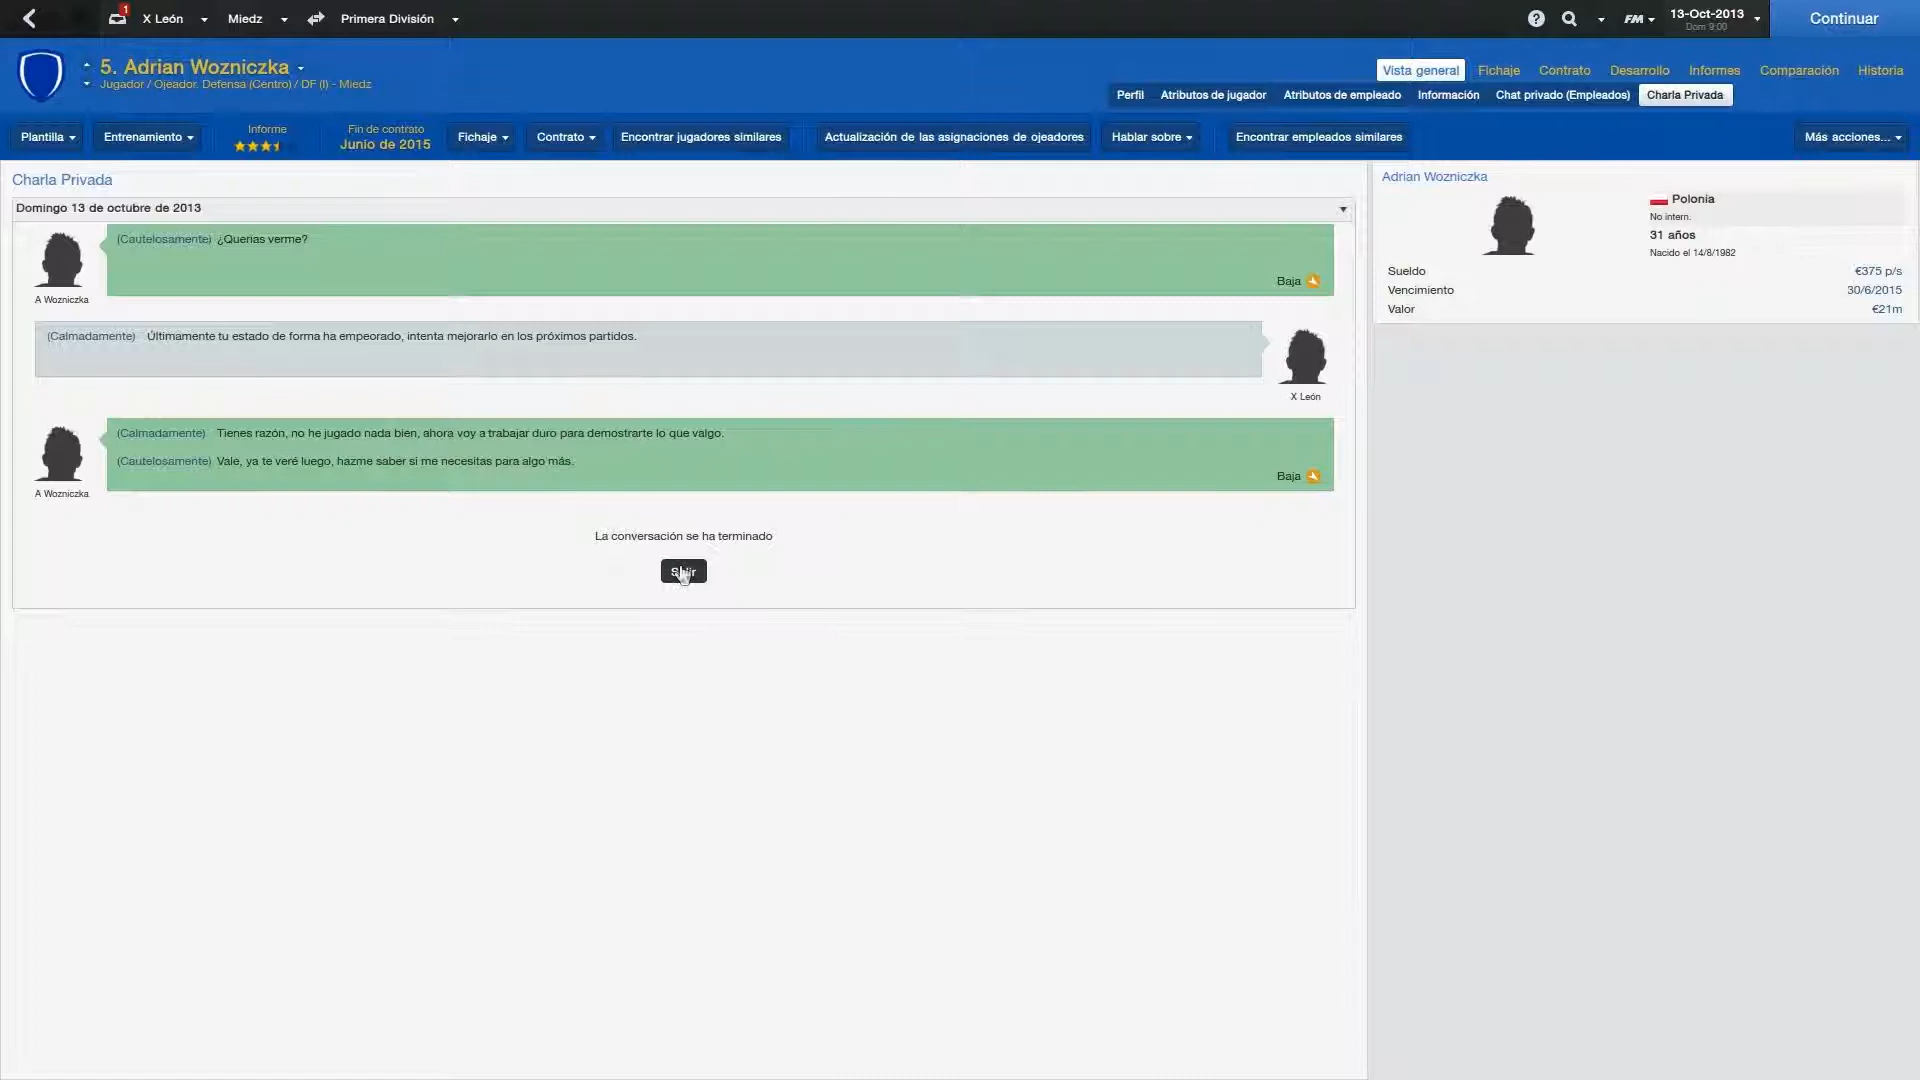 1
X León
Miedz
Primera División
?
FM
13-Oct-2013
Dom 9:00
Continuar
5. Adrian Wozniczka
Jugador / Ojeador. Defensa (Centro) / DF (I) - Miedz
Vista general
Fichaje
Contrato
Desarrollo
Informes
Comparación
Historia
Perfil
Atributos de jugador
Atributos de empleado
Información
Chat privado (Empleados)
Charla Privada
Plantilla
Entrenamiento
Informe
Fin de contrato
Junio de 2015
Fichaje
Contrato
Encontrar jugadores similares
Actualización de las asignaciones de ojeadores
Hablar sobre
Encontrar empleados similares
Más acciones...
Charla Privada
Domingo 13 de octubre de 2013
(Cautelosamente) ¿Querias verme?
Baja
A Wozniczka
(Calmadamente) Últimamente tu estado de forma ha empeorado, intenta mejorarlo en los próximos partidos.
X León
(Calmadamente) Tienes razón, no he jugado nada bien, ahora voy a trabajar duro para demostrarte lo que valgo.
(Cautelosamente) Vale, ya te veré luego, hazme saber si me necesitas para algo más.
Baja
A Wozniczka
La conversación se ha terminado
Adrian Wozniczka
Polonia
No intern.
31 años
Nacido el 14/8/1982
Sueldo €375 p/s
Vencimiento 30/6/2015
Valor €21m